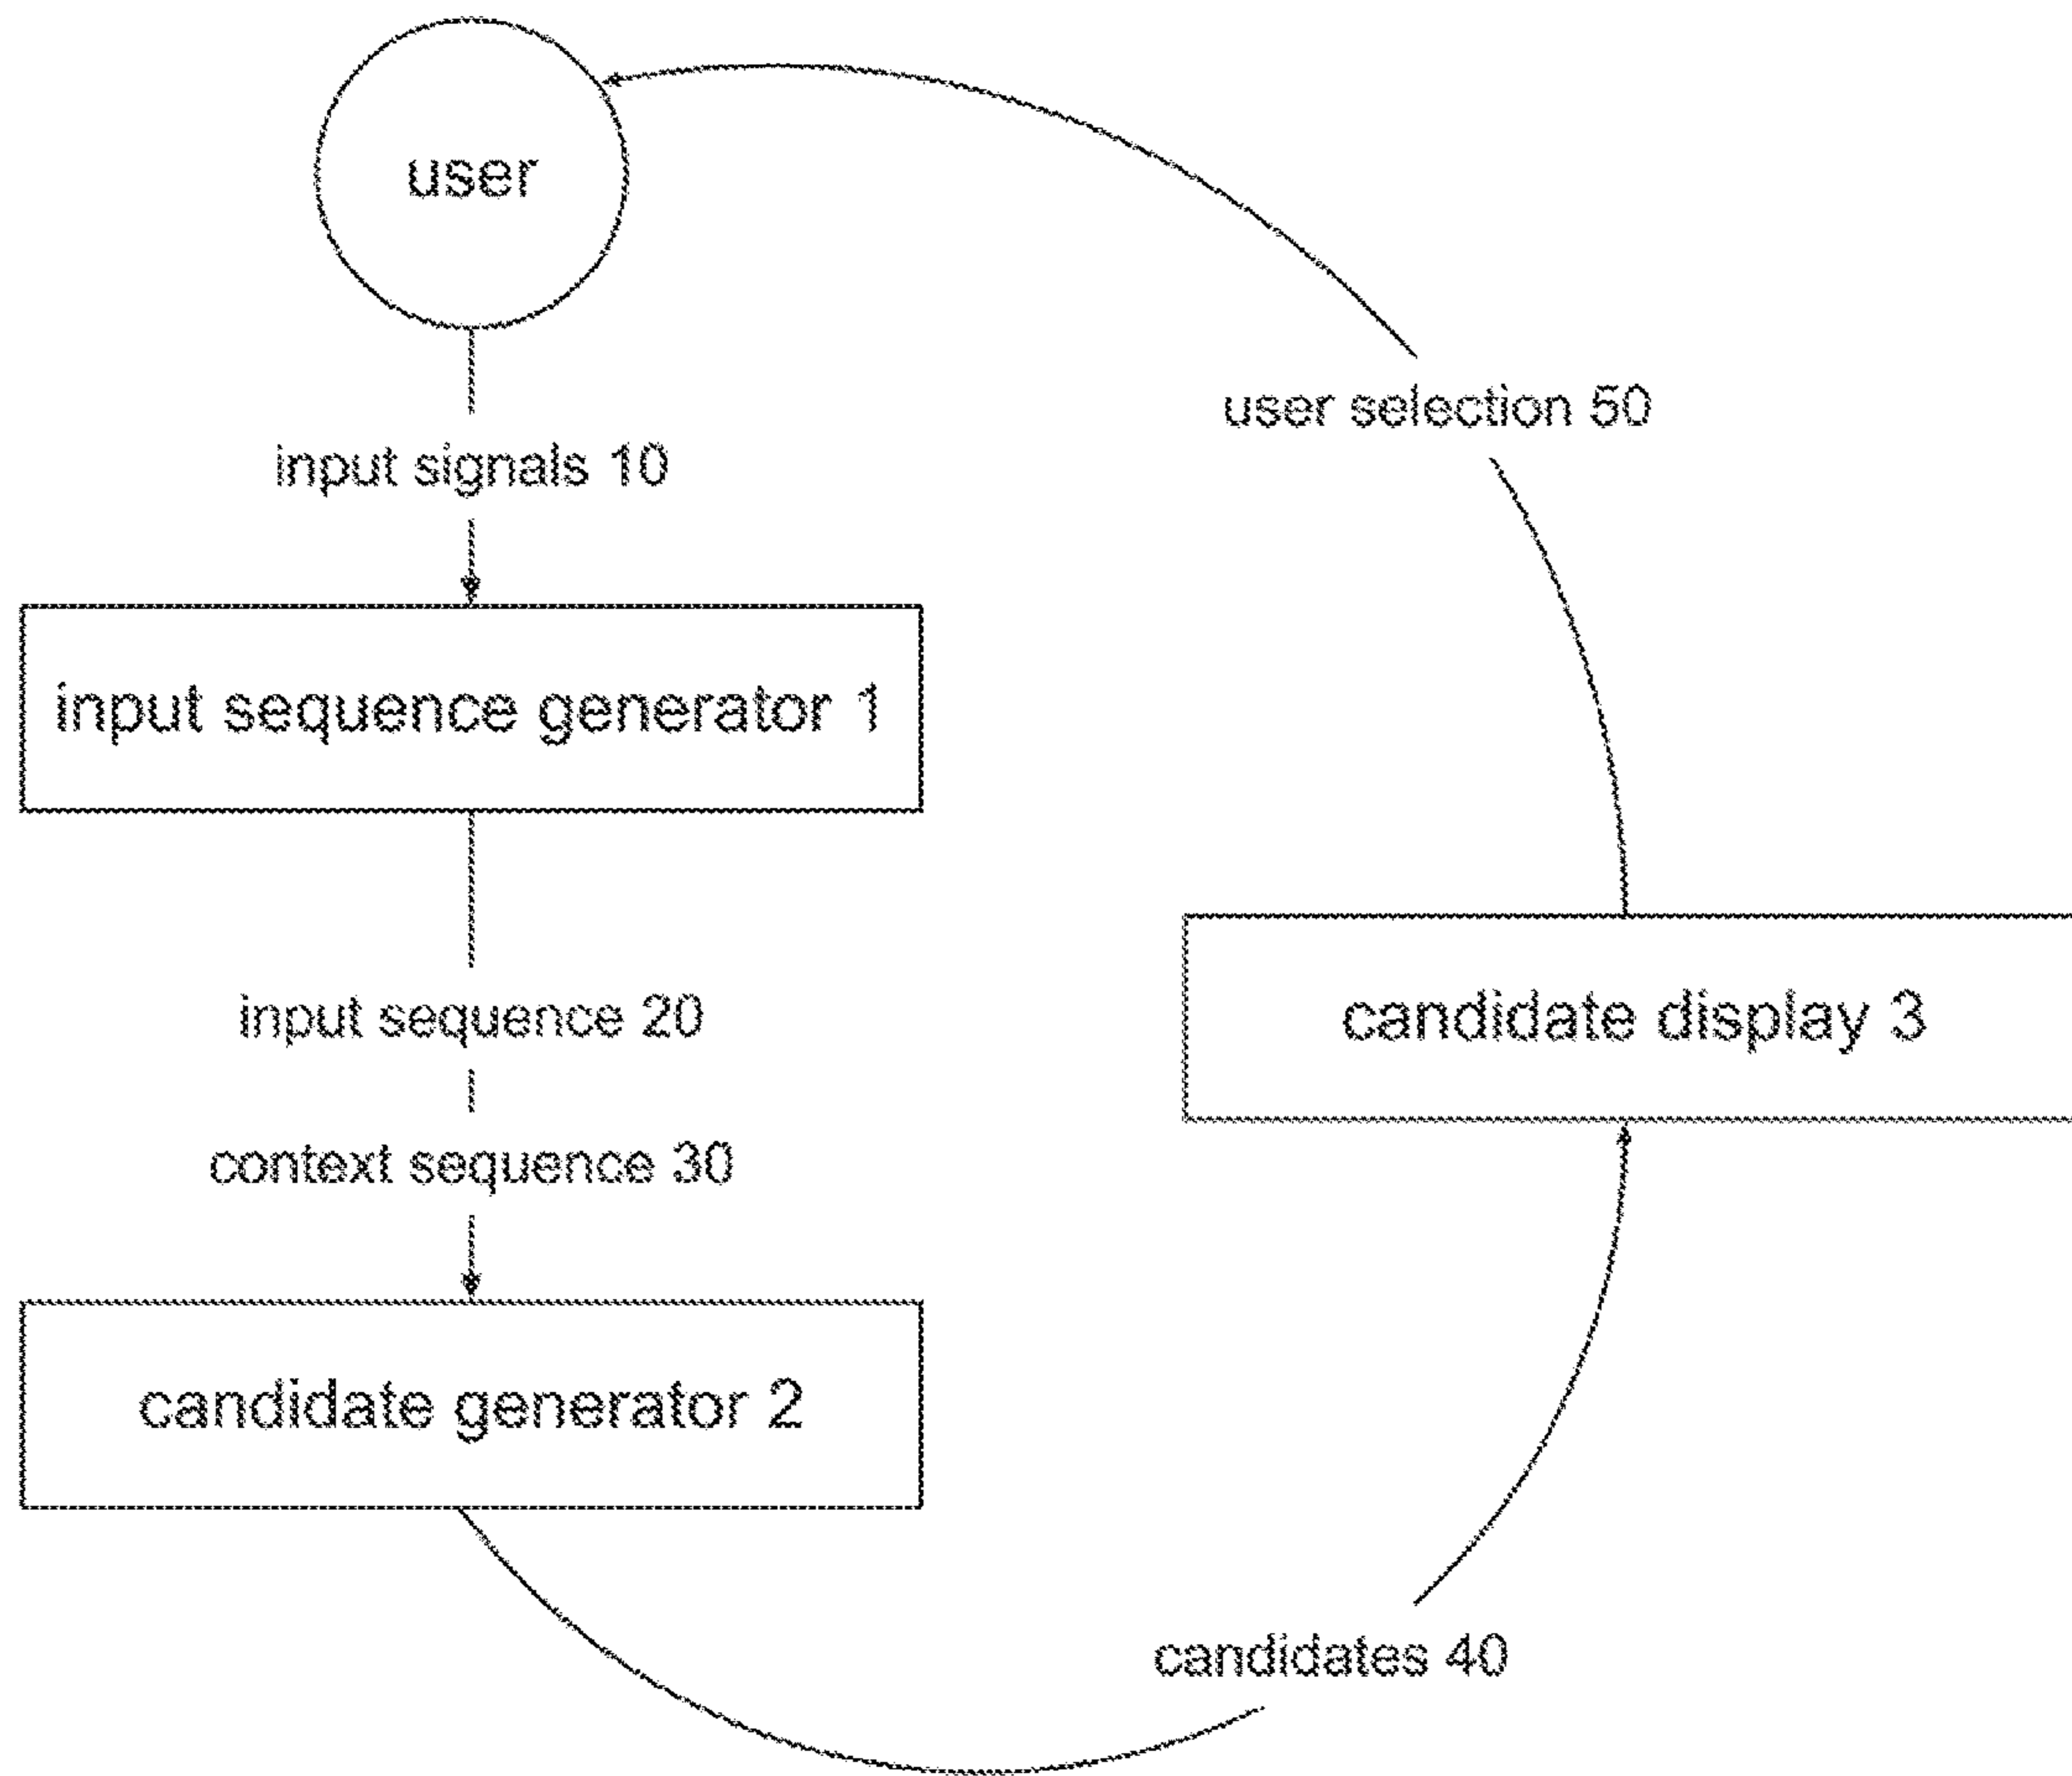 user
input signals 10
input sequence generator 1
input sequence 20
context sequence 30
candidate generator 2
candidates 40
candidate display 3
user selection 50